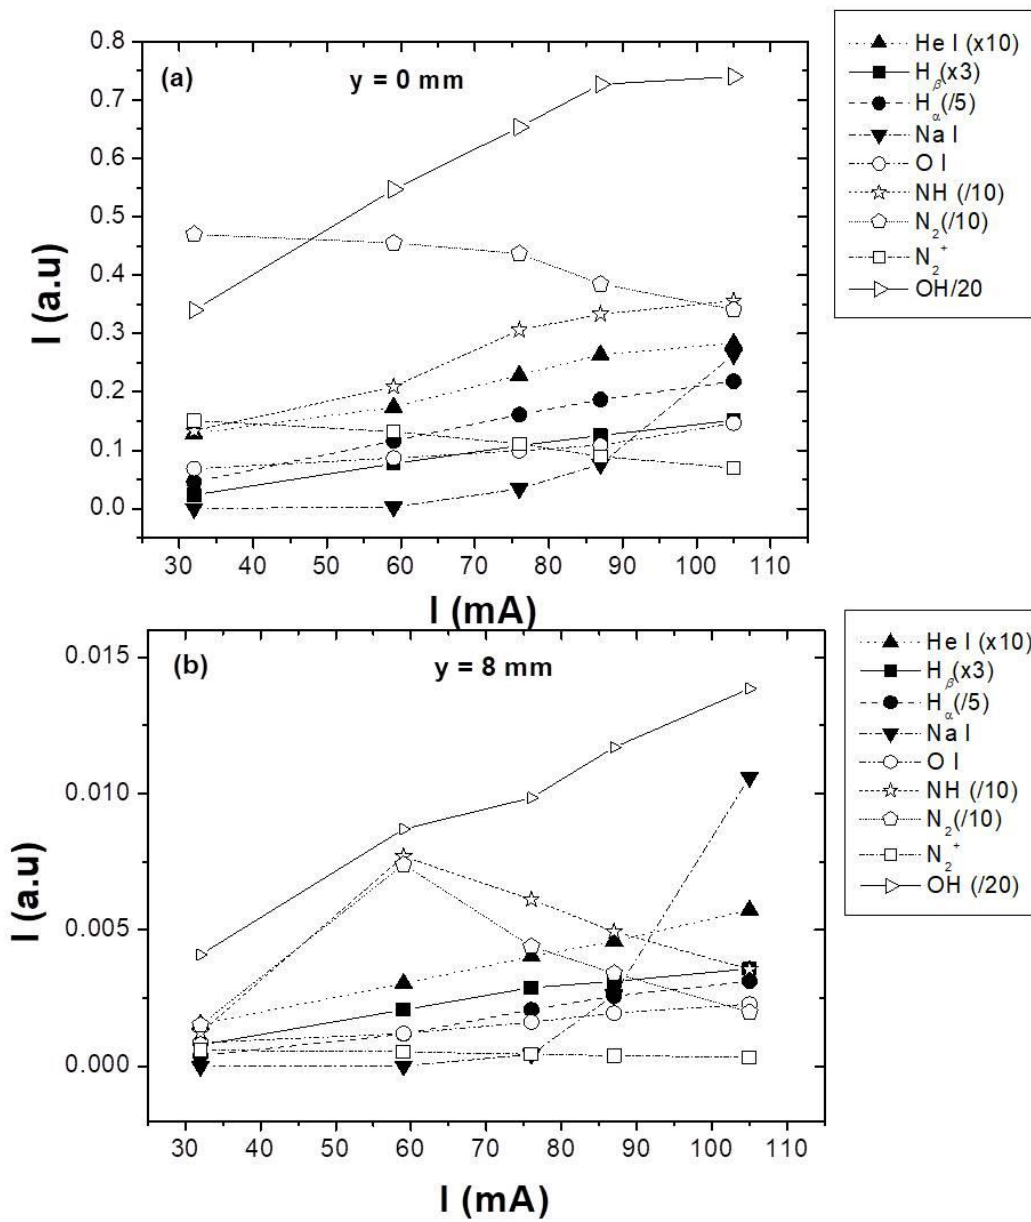 (a)
y = 0 mm
0.8
0.7
0.6
0.5
0.4
0.3
0.2
0.1
0.0
I (a.u)
30 40 50 60 70 80 90 100 110
I (mA)
He I (x10)
Hβ(x3)
Hα(/5)
Na I
O I
NH (/10)
N2(/10)
N2+
OH/20
(b)
y = 8 mm
0.015
0.010
0.005
0.000
I (a.u)
30 40 50 60 70 80 90 100 110
I (mA)
He I (x10)
Hβ(x3)
Hα(/5)
Na I
O I
NH (/10)
N2(/10)
N2+
OH (/20)